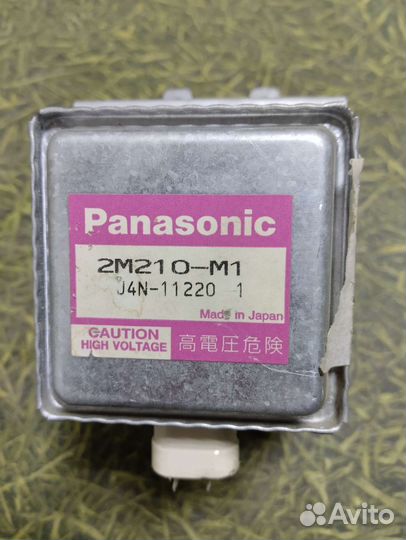 Panasonic
2M210-M1
J4N-11220 1
Made in Japan
CAUTION
HIGH VOLTAGE
高電圧危険
Avito